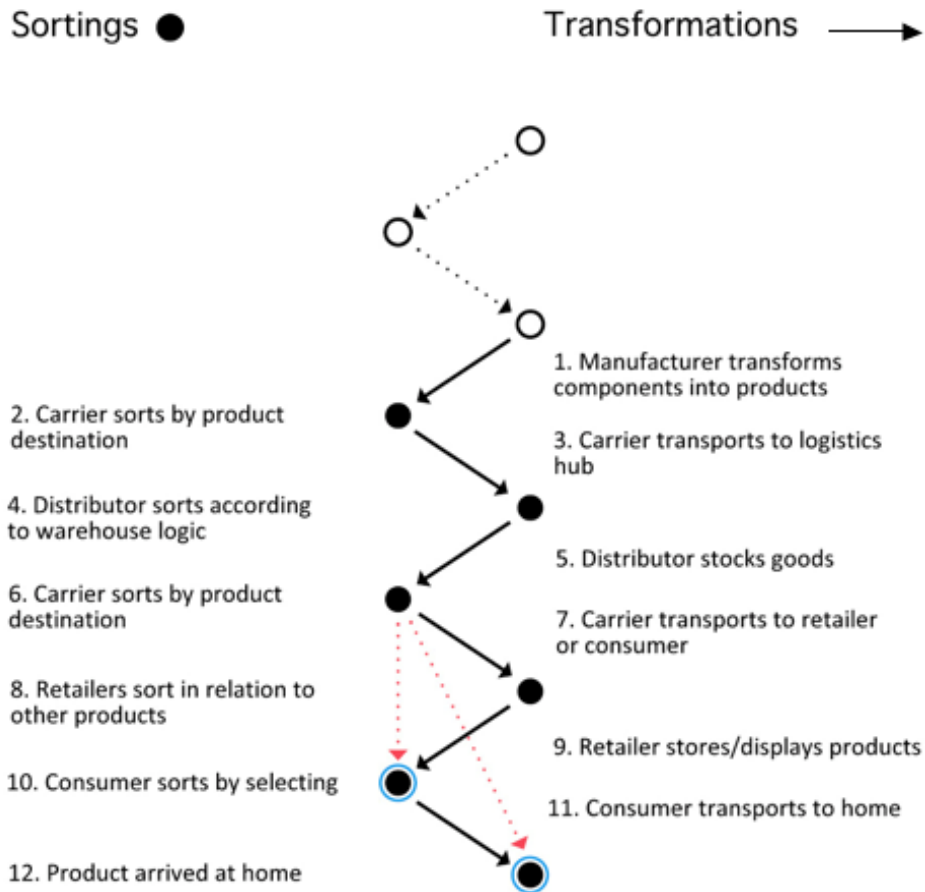 Sortings
Transformations
1. Manufacturer transforms
components into products
2. Carrier sorts by product
destination
3. Carrier transports to logistics
hub
4. Distributor sorts according
to warehouse logic
5. Distributor stocks goods
6. Carrier sorts by product
destination
7. Carrier transports to retailer
or consumer
8. Retailers sort in relation to
other products
9. Retailer stores/displays products
10. Consumer sorts by selecting
11. Consumer transports to home
12. Product arrived at home